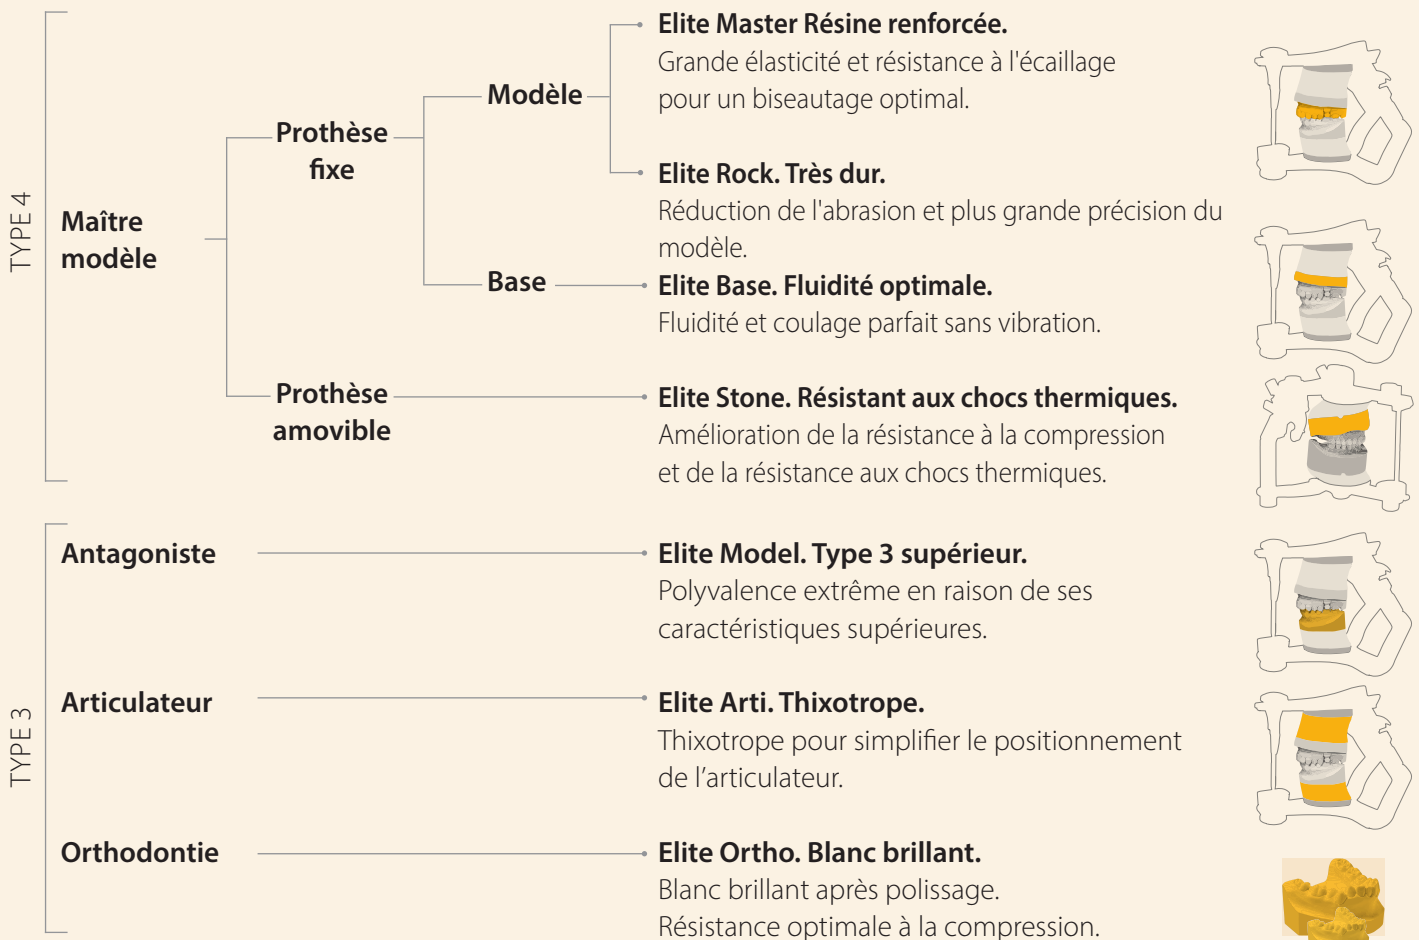 TYPE 4
Maître
modèle
Prothèse
fixe
Modèle
Elite Master Résine renforcée.
Grande élasticité et résistance à l'écaillage
pour un biseautage optimal.
Elite Rock. Très dur.
Réduction de l'abrasion et plus grande précision du
modèle.
Base
Elite Base. Fluidité optimale.
Fluidité et coulage parfait sans vibration.
Prothèse
amovible
Elite Stone. Résistant aux chocs thermiques.
Amélioration de la résistance à la compression
et de la résistance aux chocs thermiques.
TYPE 3
Antagoniste
Elite Model. Type 3 supérieur.
Polyvalence extrême en raison de ses
caractéristiques supérieures.
Articulateur
Elite Arti. Thixotrope.
Thixotrope pour simplifier le positionnement
de l’articulateur.
Orthodontie
Elite Ortho. Blanc brillant.
Blanc brillant après polissage.
Résistance optimale à la compression.